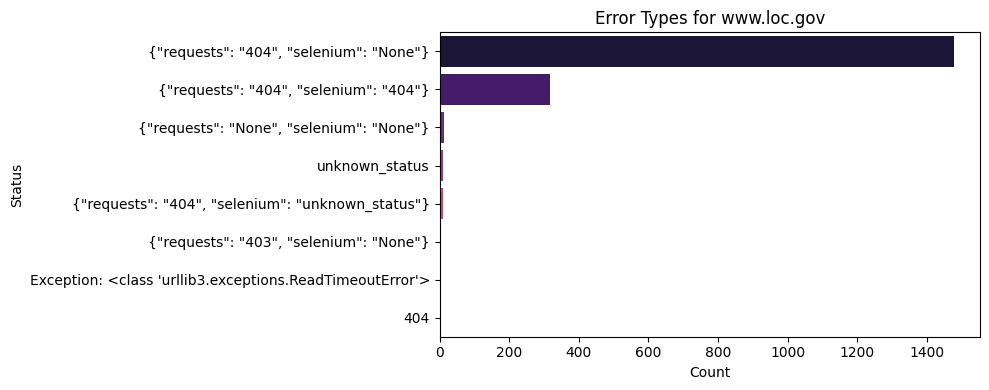 Error Types for www.loc.gov
Status
{"requests": "404", "selenium": "None"}
{"requests": "404", "selenium": "404"}
{"requests": "None", "selenium": "None"}
unknown_status
{"requests": "404", "selenium": "unknown_status"}
{"requests": "403", "selenium": "None"}
Exception: <class 'urllib3.exceptions.ReadTimeoutError'>
404
0 200 400 600 800 1000 1200 1400
Count